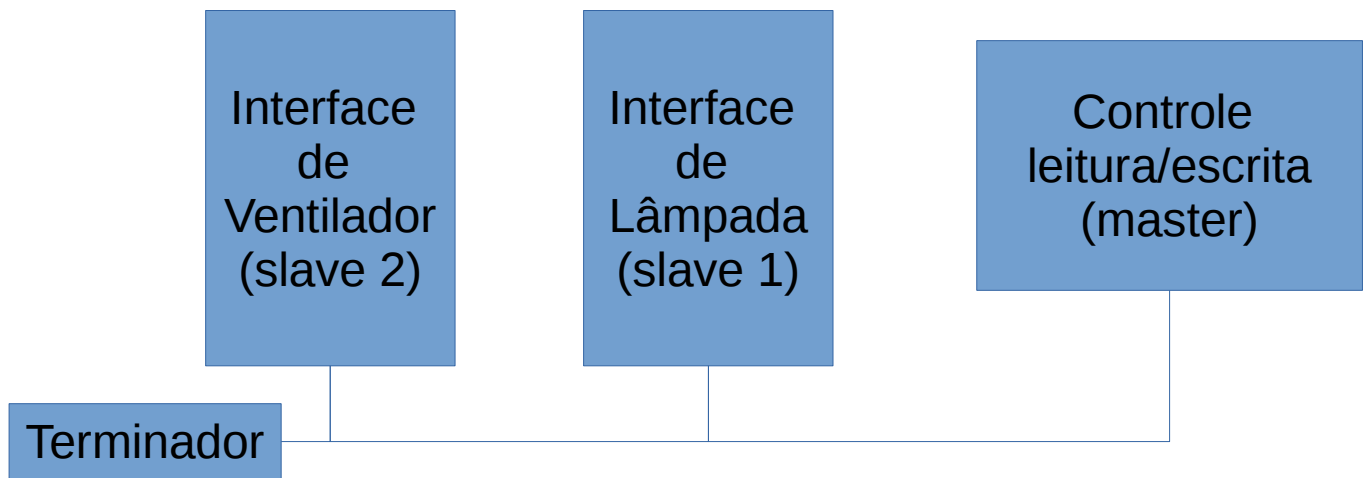 Interface
de
Ventilador
(slave 2)
Interface
de
Lâmpada
(slave 1)
Controle
leitura/escrita
(master)
Terminador